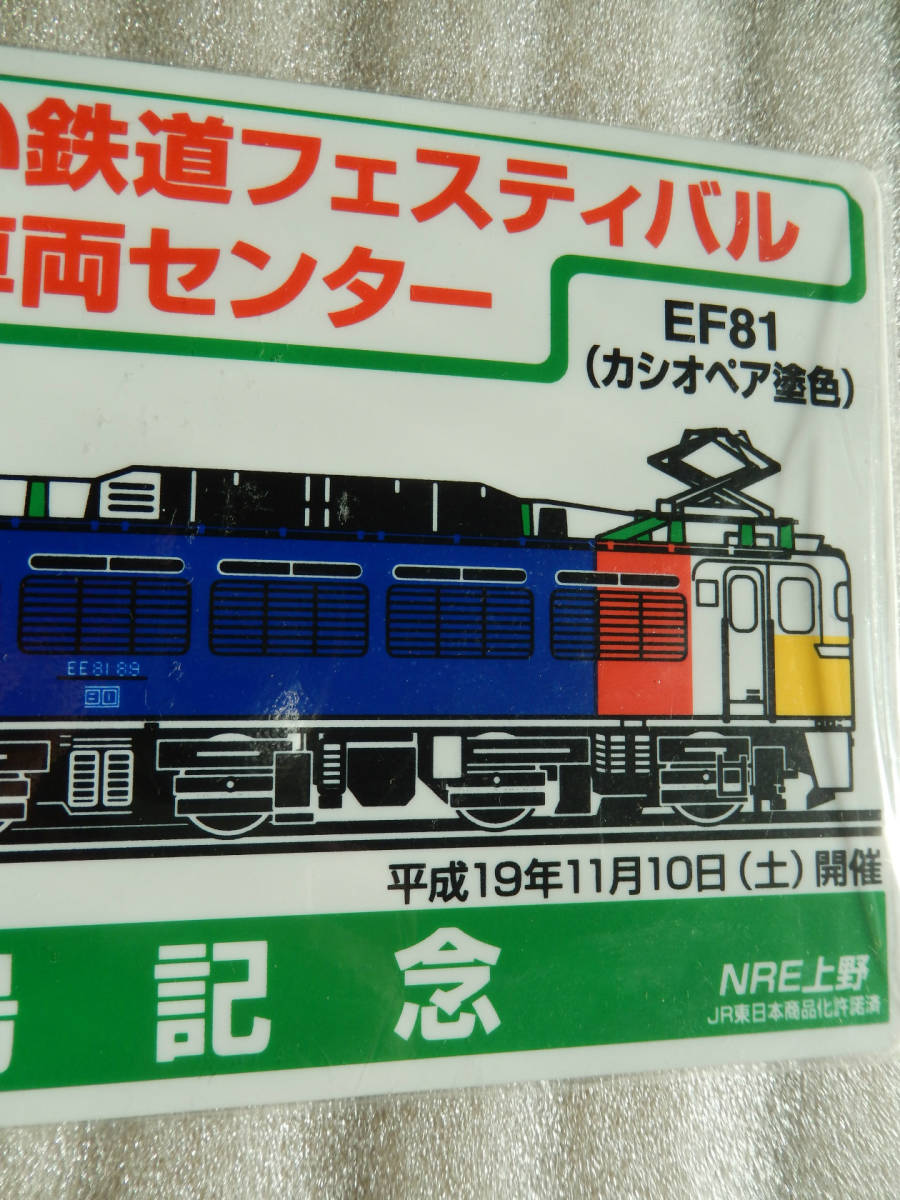 い鉄道フェスティバル
車両センター
EF81
（カシオペア塗色）
EE8189
平成19年11月10日（土）開催
記念
NRE上野
JR東日本商品化許諾済